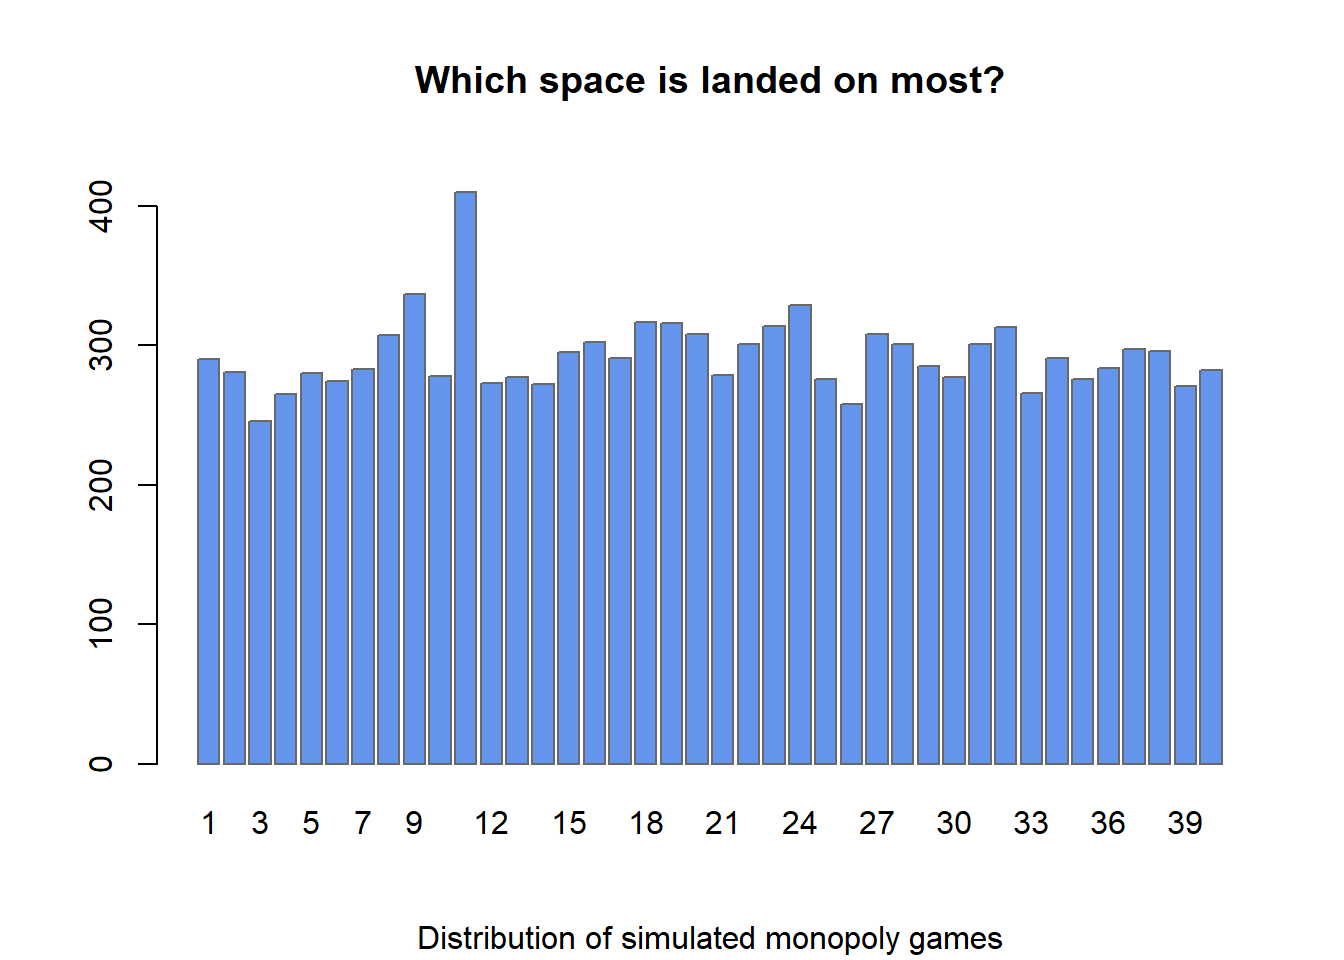 Which space is landed on most?
400
300
200
100
0
1 3 5 7 9 12 15 18 21 24 27 30 33 36 39
Distribution of simulated monopoly games